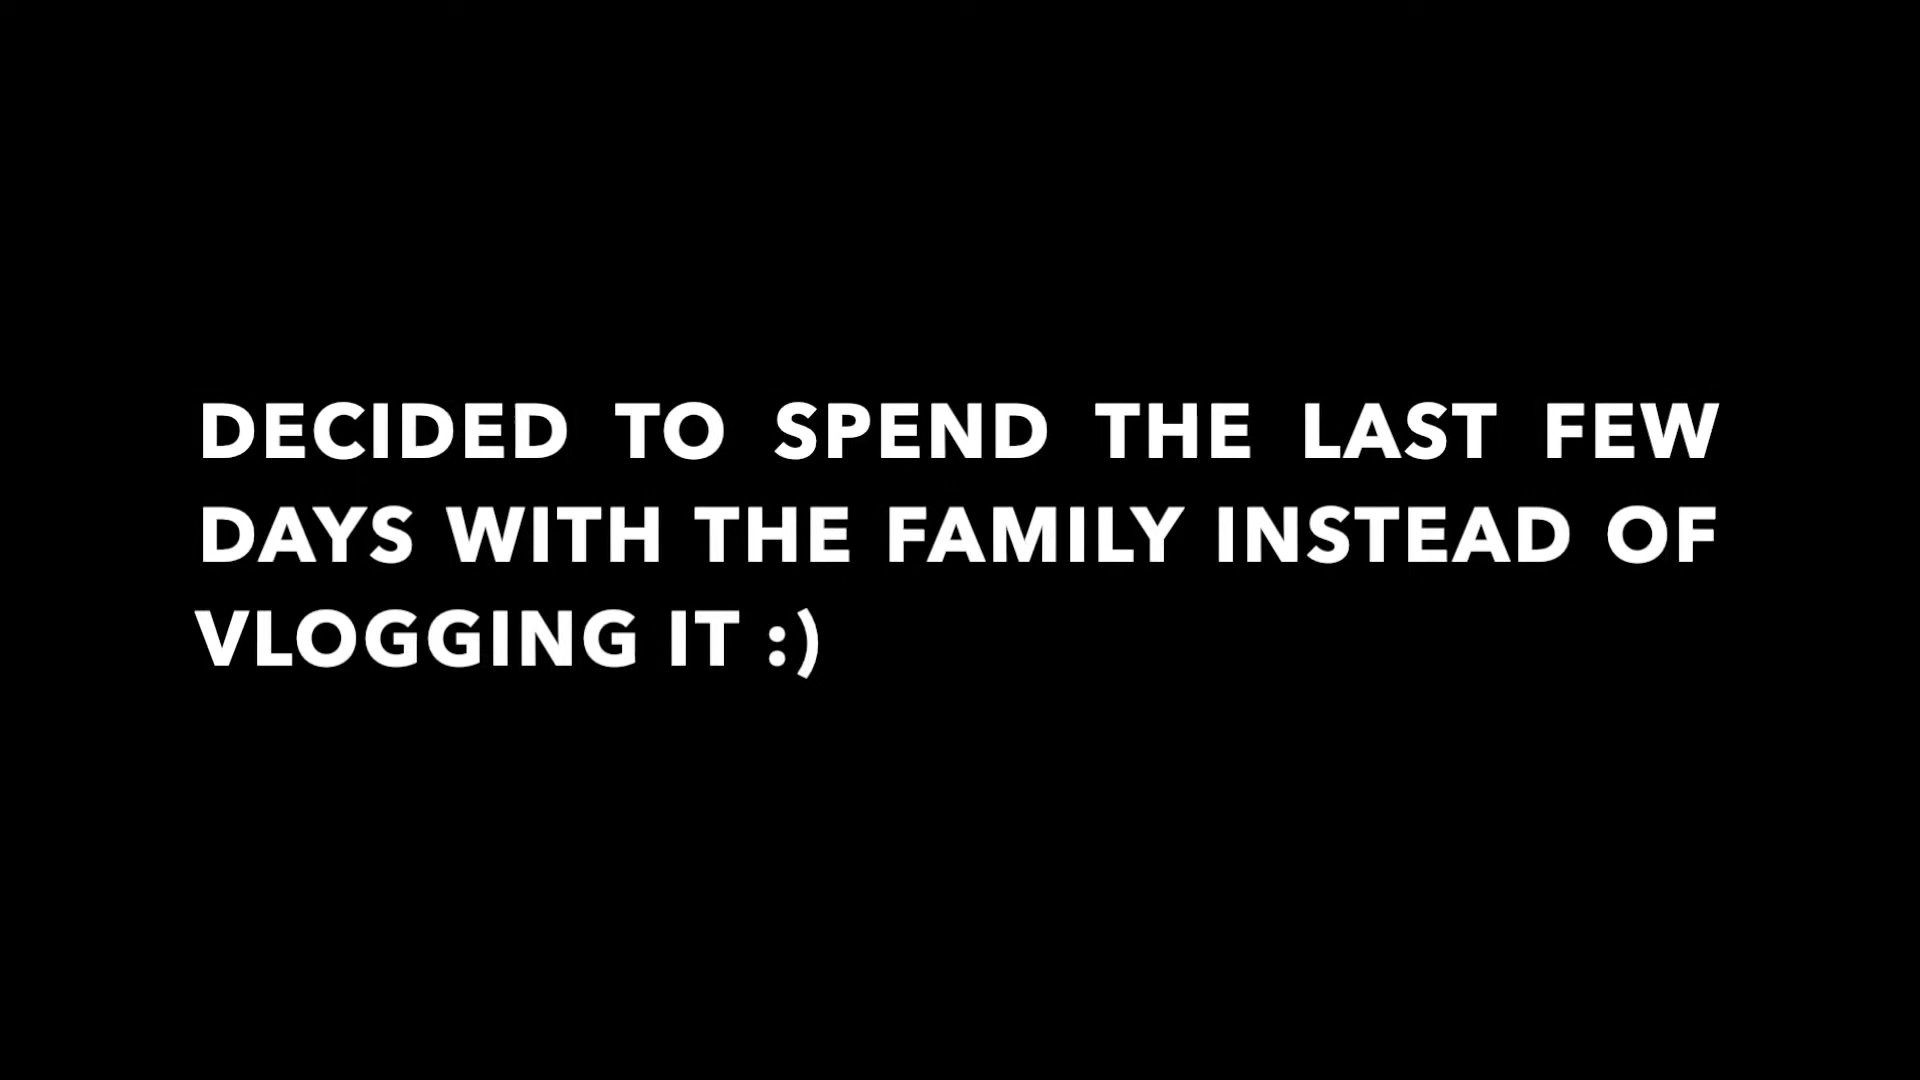 DECIDED TO SPEND THE LAST FEW
DAYS WITH THE FAMILY INSTEAD OF
VLOGGING IT :)